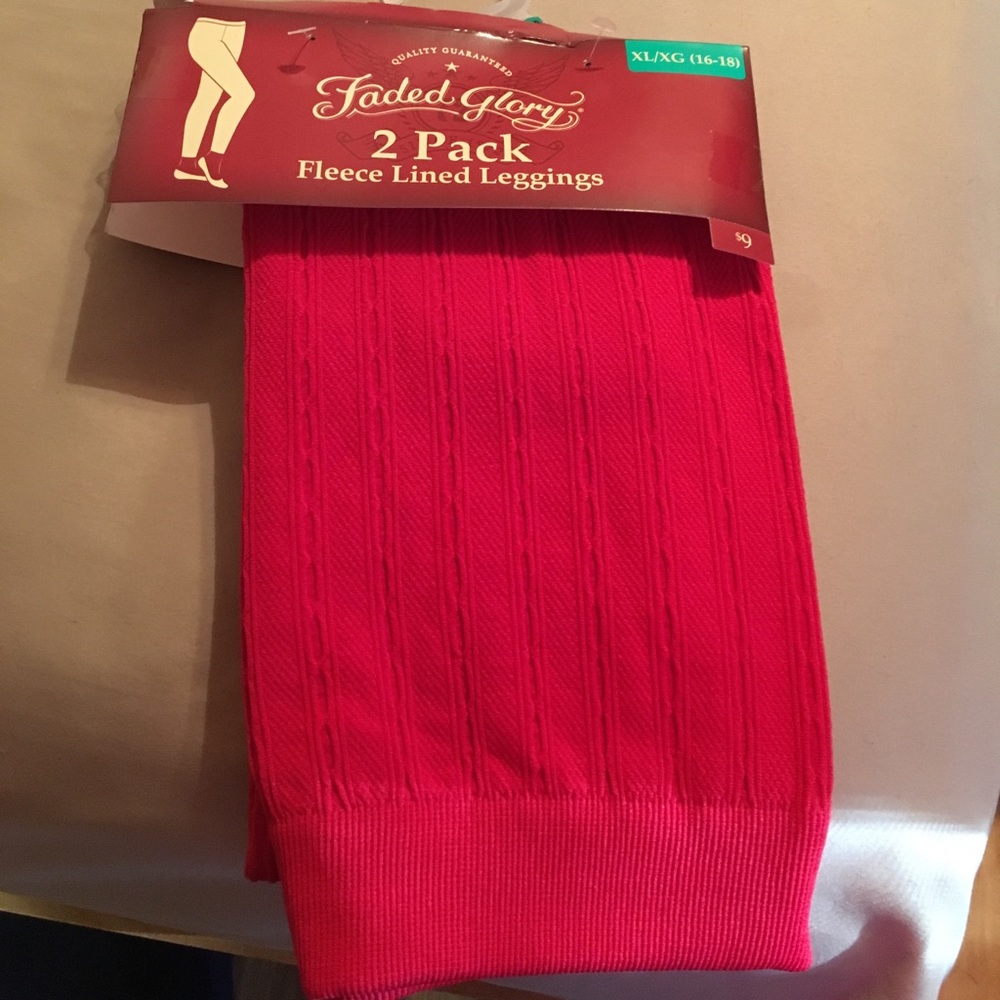 QUALITY GUARANTEED
Faded Glory®
2 Pack
Fleece Lined Leggings
XL/XG (16-18)
$9